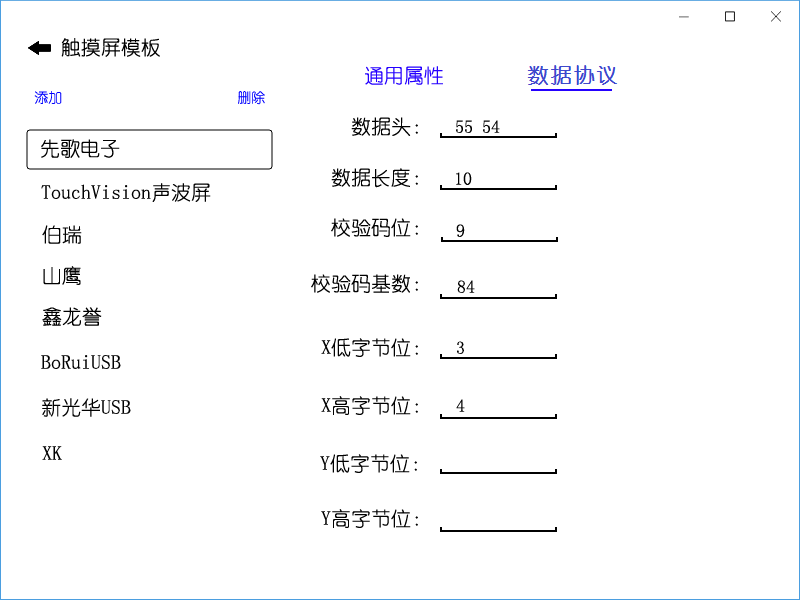 触摸屏模板
添加 删除
先歌电子
TouchVision声波屏
伯瑞
山鹰
鑫龙誉
BoRuiUSB
新光华USB
XK
通用属性 数据协议
数据头: 55 54
数据长度: 10
校验码位: 9
校验码基数: 84
X低字节位: 3
X高字节位: 4
Y低字节位:
Y高字节位: